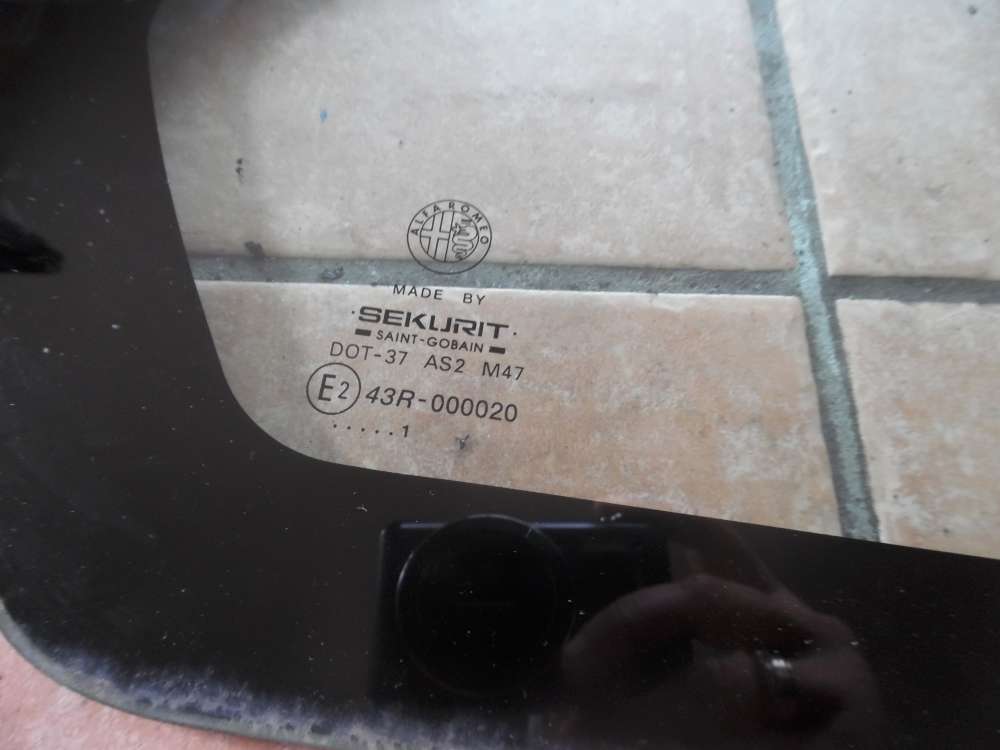 ALFA ROMEO
MADE BY
·SEKURIT·
SAINT-GOBAIN
DOT-37 AS2 M47
E2 43R-000020
.....1